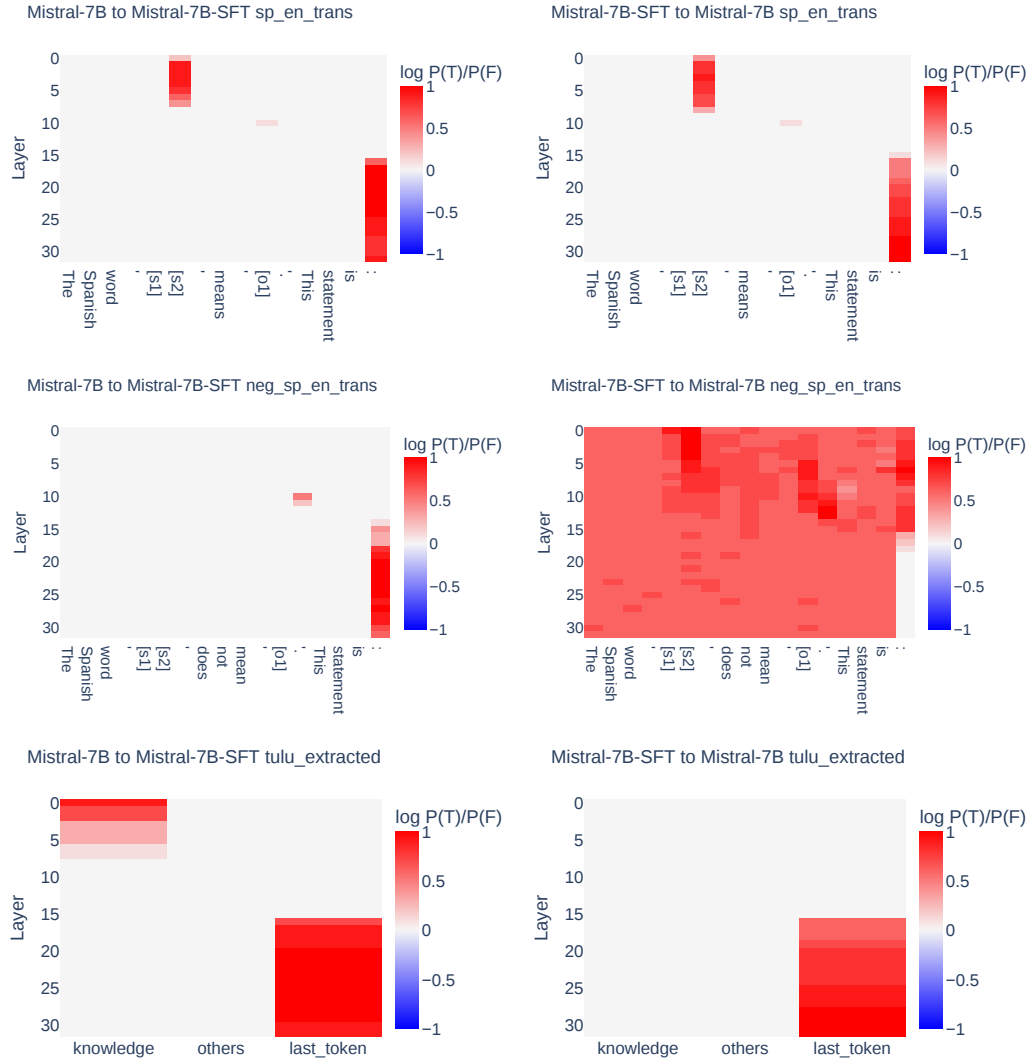 Mistral-7B to Mistral-7B-SFT sp_en_trans
log P(T)/P(F)
Layer
0
5
10
15
20
25
30
1
0.5
0
−0.5
−1
The
Spanish
word
,
[s1]
[s2]
,
means
,
[o1]
.
,
This
statement
is
:
Mistral-7B-SFT to Mistral-7B sp_en_trans
log P(T)/P(F)
Layer
0
5
10
15
20
25
30
1
0.5
0
−0.5
−1
The
Spanish
word
,
[s1]
[s2]
,
means
,
[o1]
.
,
This
statement
is
:
Mistral-7B to Mistral-7B-SFT neg_sp_en_trans
log P(T)/P(F)
Layer
0
5
10
15
20
25
30
1
0.5
0
−0.5
−1
The
Spanish
word
,
[s1]
[s2]
,
does
not
mean
,
[o1]
.
,
This
statement
is
:
Mistral-7B-SFT to Mistral-7B neg_sp_en_trans
log P(T)/P(F)
Layer
0
5
10
15
20
25
30
1
0.5
0
−0.5
−1
The
Spanish
word
,
[s1]
[s2]
,
does
not
mean
,
[o1]
.
,
This
statement
is
:
Mistral-7B to Mistral-7B-SFT tulu_extracted
log P(T)/P(F)
Layer
0
5
10
15
20
25
30
1
0.5
0
−0.5
−1
knowledge others last_token
Mistral-7B-SFT to Mistral-7B tulu_extracted
log P(T)/P(F)
Layer
0
5
10
15
20
25
30
1
0.5
0
−0.5
−1
knowledge others last_token